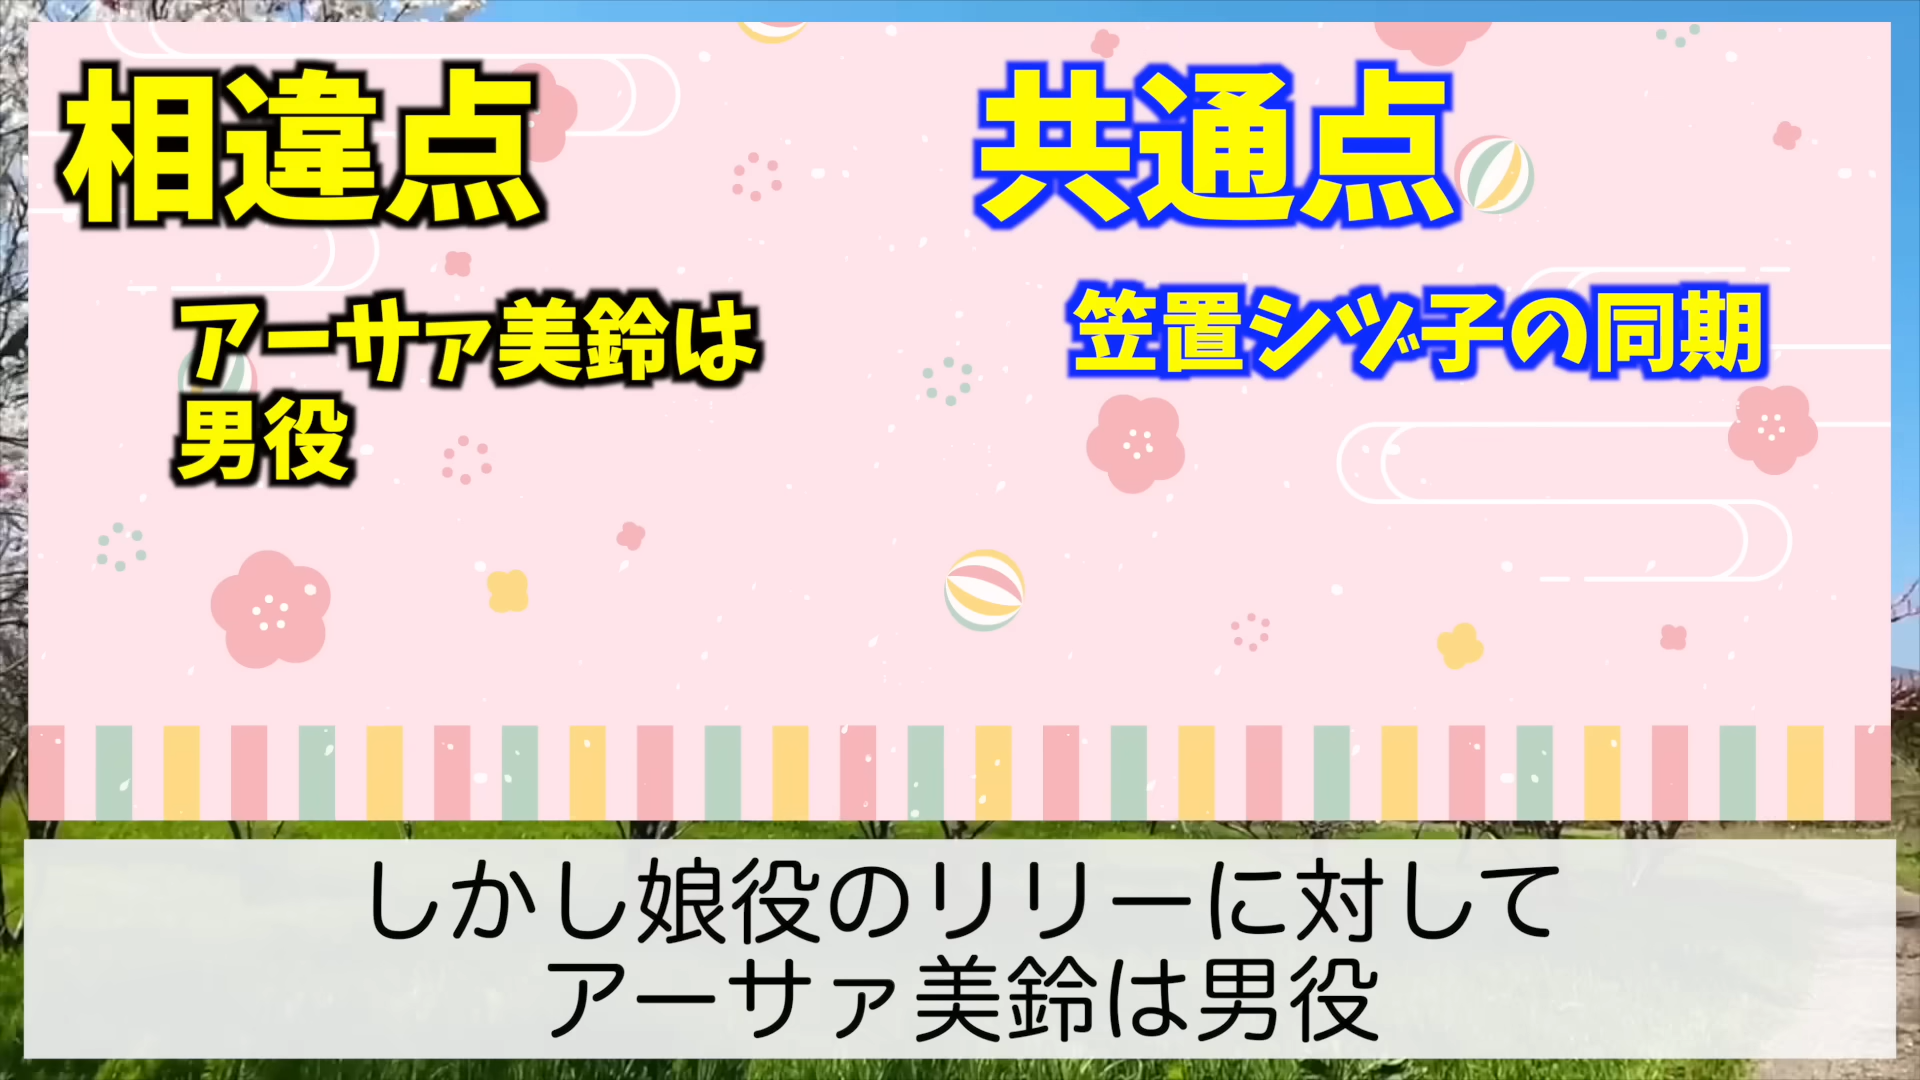 相違点
共通点
アーサァ美鈴は
男役
笠置シヅ子の同期
しかし娘役のリリーに対して
アーサァ美鈴は男役